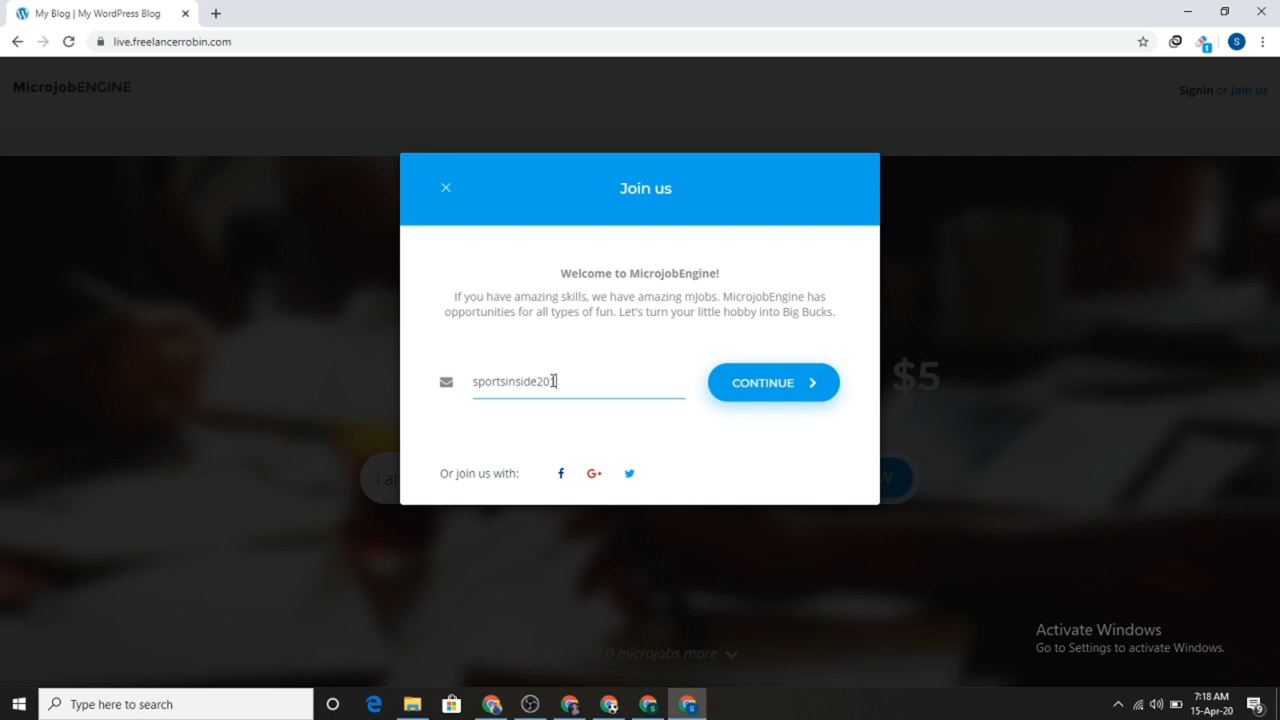 My Blog | My WordPress Blog
live.freelancerrobin.com
1
S
MicrojobENGINE
Signin or Join us
Join us
Welcome to MicrojobEngine!
If you have amazing skills, we have amazing mJobs. MicrojobEngine has
opportunities for all types of fun. Let's turn your little hobby into Big Bucks.
sportsinside20
CONTINUE
$5
I am
W
Or join us with:
0 microjobs more
Activate Windows
Go to Settings to activate Windows.
Type here to search
7:18 AM
15-Apr-20
9